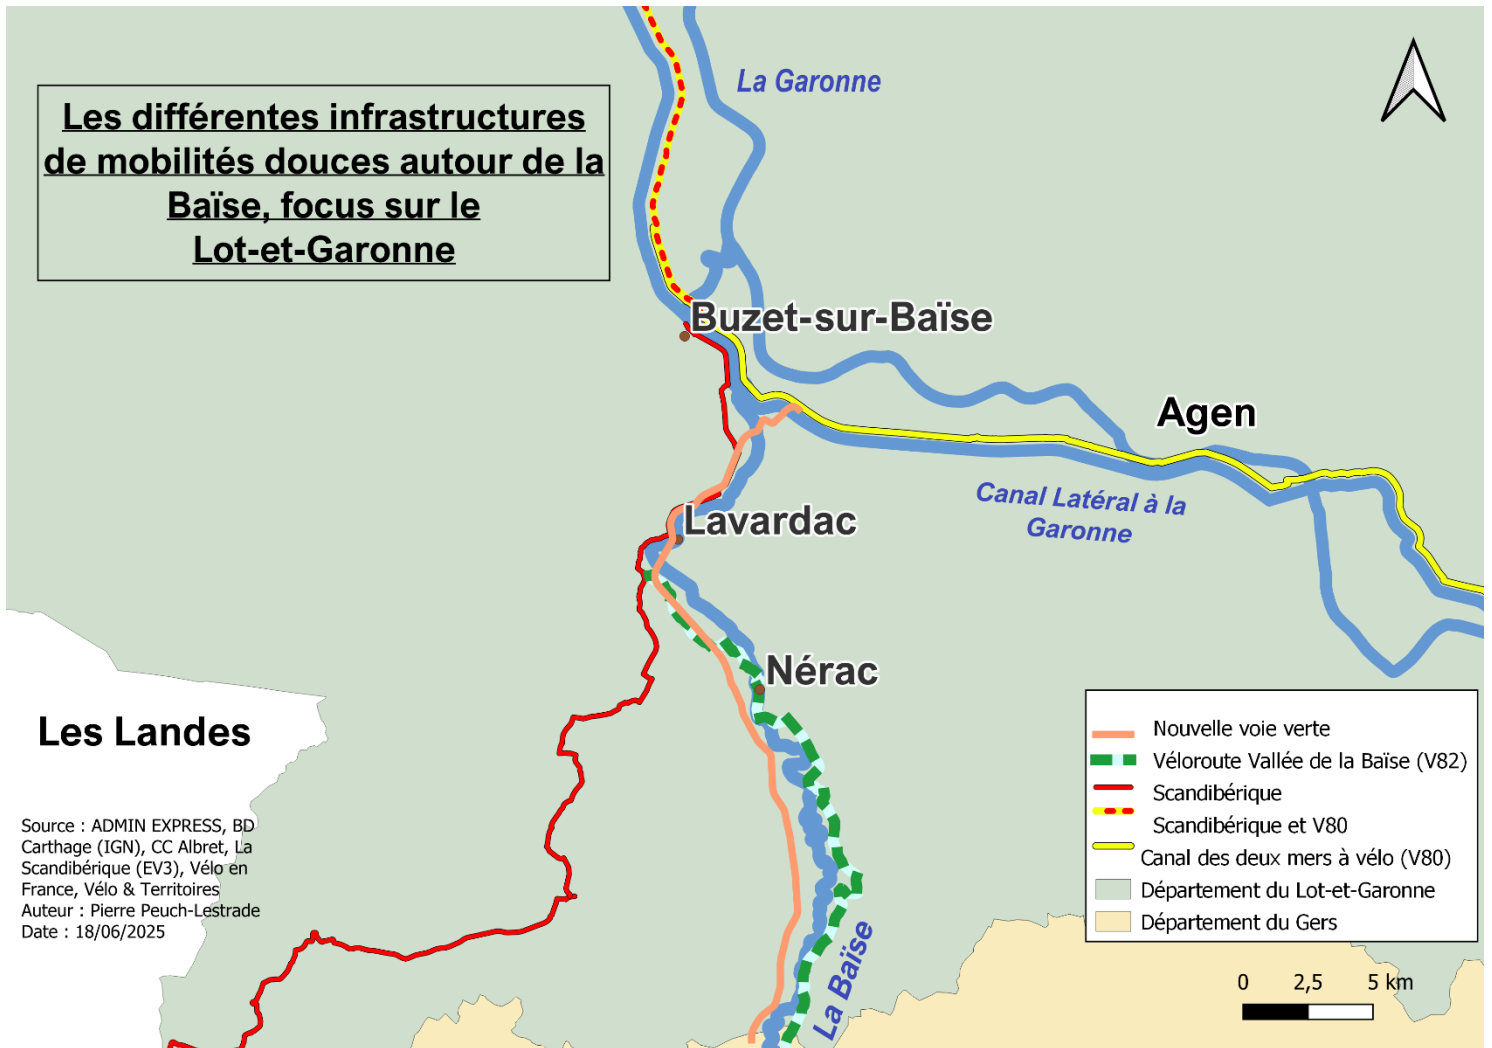 Les différentes infrastructures
de mobilités douces autour de la
Baïse, focus sur le
Lot-et-Garonne
La Garonne
Buzet-sur-Baïse
Agen
Canal Latéral à la
Garonne
Lavardac
Nérac
Les Landes
La Baïse
Source : ADMIN EXPRESS, BD
Carthage (IGN), CC Albret, La
Scandibérique (EV3), Vélo en
France, Vélo & Territoires
Auteur : Pierre Peuch-Lestrade
Date : 18/06/2025
Nouvelle voie verte
Véloroute Vallée de la Baïse (V82)
Scandibérique
Scandibérique et V80
Canal des deux mers à vélo (V80)
Département du Lot-et-Garonne
Département du Gers
0 2,5 5 km